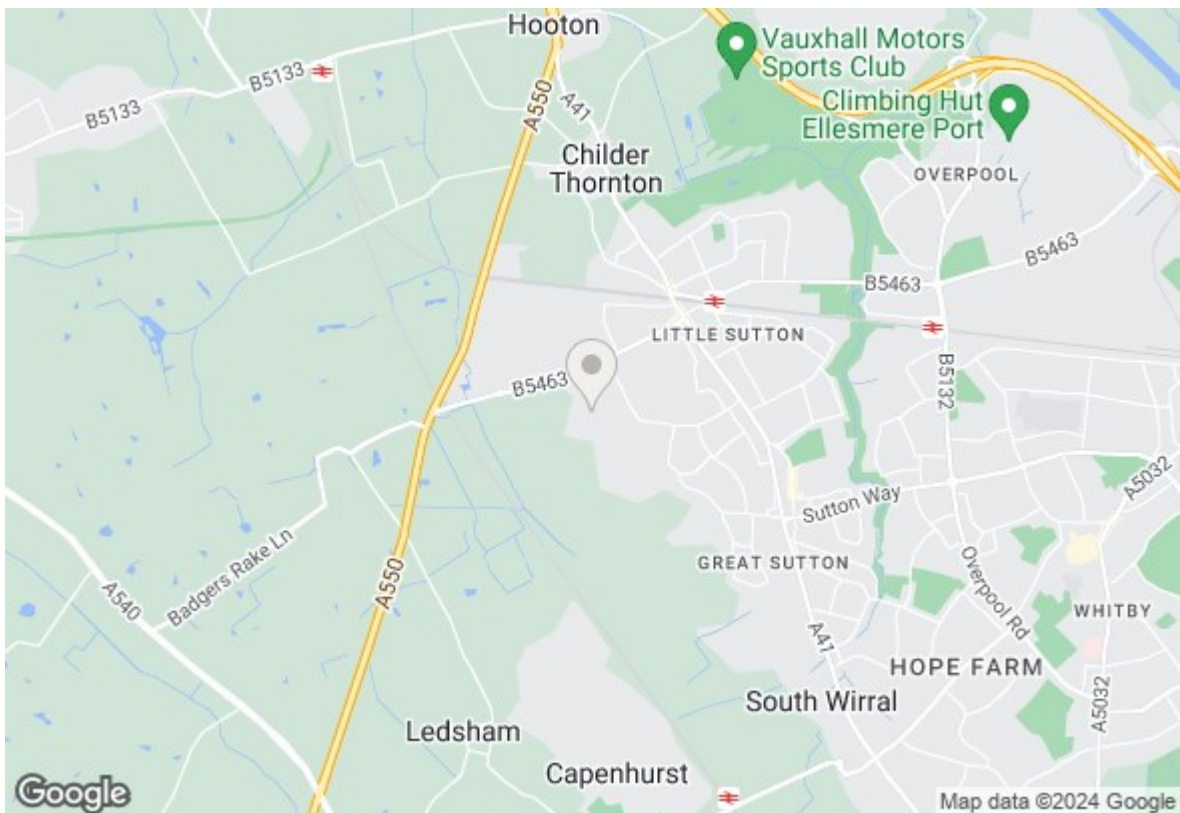 Hooton
Vauxhall Motors
Sports Club
B5133
A550
A41
Climbing Hut
Ellesmere Port
B5133
Childer
Thornton
OVERPOOL
B5463
B5463
LITTLE SUTTON
B5463
B5132
A5032
Sutton Way
Badgers Rake Ln
A550
GREAT SUTTON
A540
Overpool Rd
WHITBY
A41
HOPE FARM
South Wirral
A5032
Ledsham
Capenhurst
Google
Map data ©2024 Google